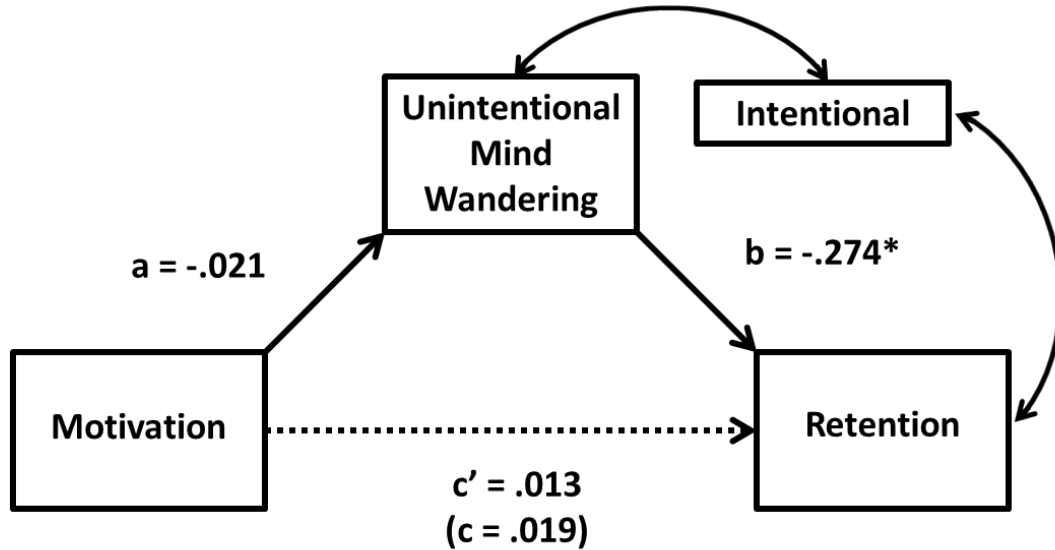 Unintentional
Mind
Wandering
Intentional
a = -.021
b = -.274*
Motivation
Retention
c’ = .013
(c = .019)